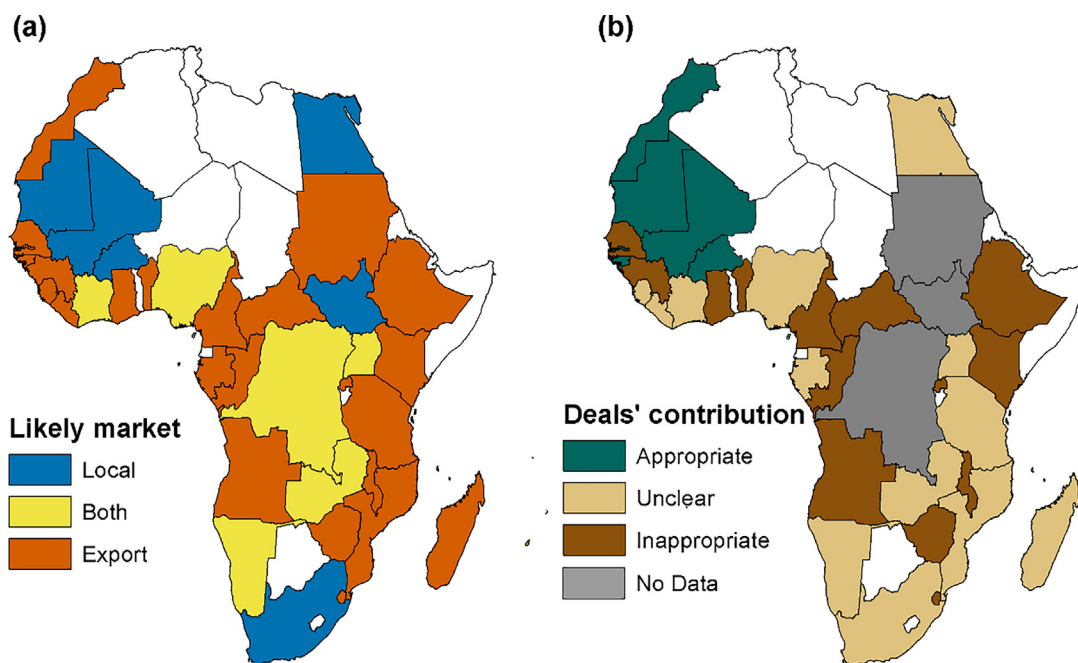 (a)
Likely market
Local
Both
Export
(b)
Deals' contribution
Appropriate
Unclear
Inappropriate
No Data